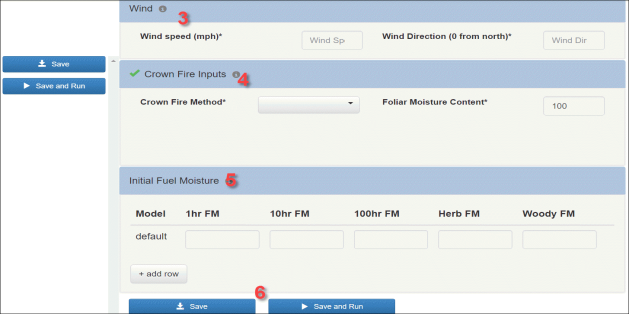 Wind
3
Wind speed (mph)* Wind Sp Wind Direction (0 from north)* Wind Dir
Save
Save and Run
Crown Fire Inputs 4
Crown Fire Method* Foliar Moisture Content* 100
Initial Fuel Moisture 5
Model 1hr FM 10hr FM 100hr FM Herb FM Woody FM
default
+ add row
6
Save Save and Run